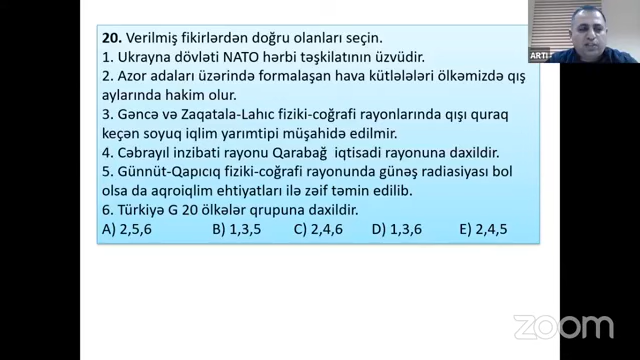 20. Verilmiş fikirlərdən doğru olanları seçin.
1. Ukrayna dövləti NATO hərbi təşkilatının üzvüdir.
2. Azor adaları üzərində formalaşan hava kütlələləri ölkəmizdə qış
aylarında hakim olur.
3. Gəncə və Zaqatala-Lahıc fiziki-coğrafi rayonlarında qışı quraq
keçən soyuq iqlim yarımtipi müşahidə edilmir.
4. Cəbrayıl inzibati rayonu Qarabağ iqtisadi rayonuna daxildir.
5. Günnüt-Qapıcıq fiziki-coğrafi rayonunda günəş radiasiyası bol
olsa da aqroiqlim ehtiyatları ilə zəif təmin edilib.
6. Türkiyə G 20 ölkələr qrupuna daxildir.
A) 2,5,6 B) 1,3,5 C) 2,4,6 D) 1,3,6 E) 2,4,5
zoom